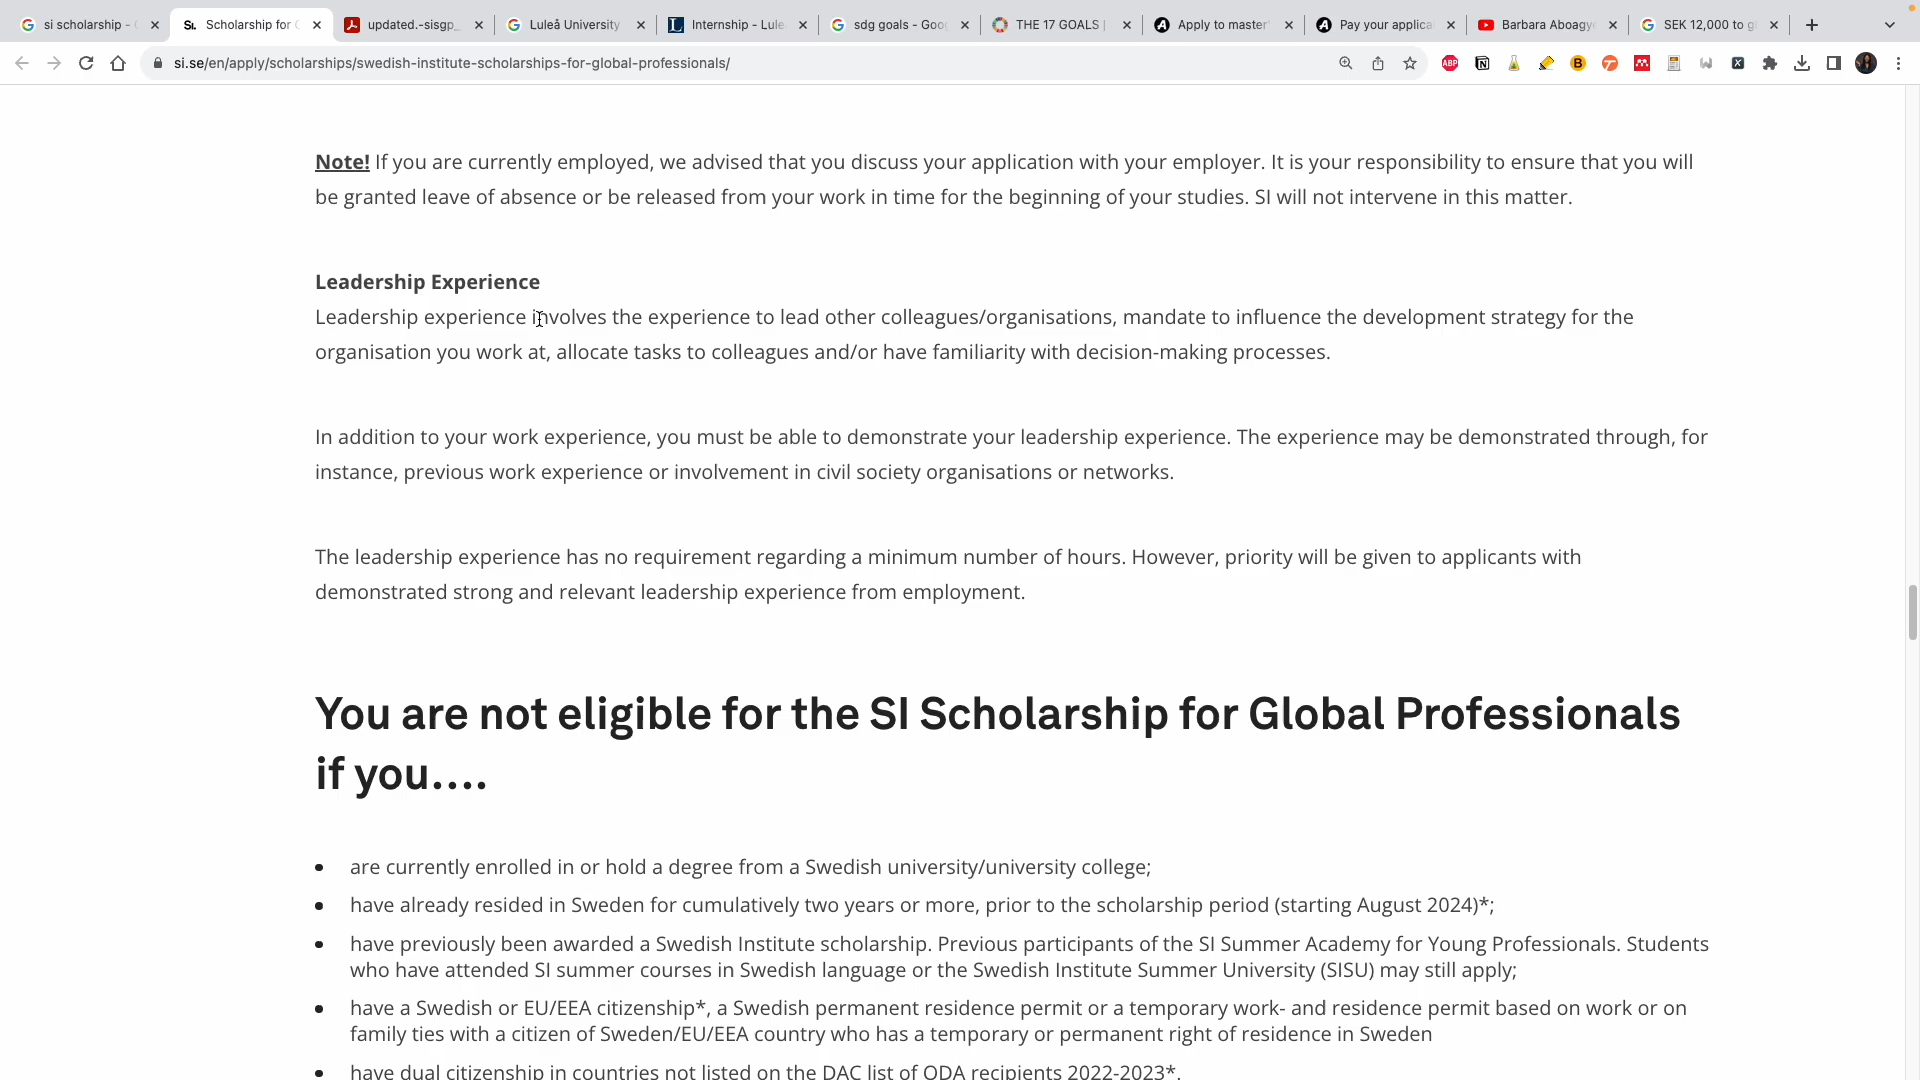 si scholarship - G
Scholarship for G
updated.-sisgp_
Luleå University
Internship - Lule
sdg goals - Goo
THE 17 GOALS |
Apply to master'
Pay your applica
Barbara Aboagye
SEK 12,000 to g
si.se/en/apply/scholarships/swedish-institute-scholarships-for-global-professionals/
Note! If you are currently employed, we advised that you discuss your application with your employer. It is your responsibility to ensure that you will
be granted leave of absence or be released from your work in time for the beginning of your studies. SI will not intervene in this matter.
Leadership Experience
Leadership experience involves the experience to lead other colleagues/organisations, mandate to influence the development strategy for the
organisation you work at, allocate tasks to colleagues and/or have familiarity with decision-making processes.
In addition to your work experience, you must be able to demonstrate your leadership experience. The experience may be demonstrated through, for
instance, previous work experience or involvement in civil society organisations or networks.
The leadership experience has no requirement regarding a minimum number of hours. However, priority will be given to applicants with
demonstrated strong and relevant leadership experience from employment.
You are not eligible for the SI Scholarship for Global Professionals
if you....
• are currently enrolled in or hold a degree from a Swedish university/university college;
• have already resided in Sweden for cumulatively two years or more, prior to the scholarship period (starting August 2024)*;
• have previously been awarded a Swedish Institute scholarship. Previous participants of the SI Summer Academy for Young Professionals. Students
who have attended SI summer courses in Swedish language or the Swedish Institute Summer University (SISU) may still apply;
• have a Swedish or EU/EEA citizenship*, a Swedish permanent residence permit or a temporary work- and residence permit based on work or on
family ties with a citizen of Sweden/EU/EEA country who has a temporary or permanent right of residence in Sweden
• have dual citizenship in countries not listed on the DAC list of ODA recipients 2022-2023*.